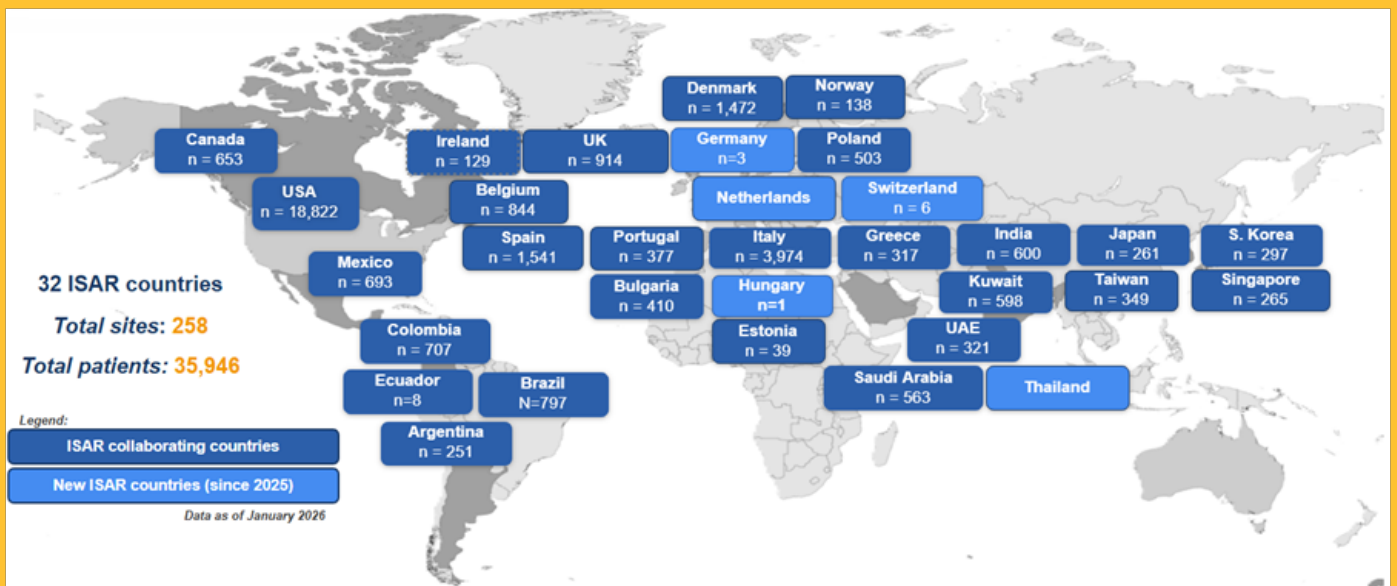 Denmark
n = 1,472
Norway
n = 138
Canada
n = 653
Ireland
n = 129
UK
n = 914
Germany
n=3
Poland
n = 503
USA
n = 18,822
Belgium
n = 844
Netherlands
Switzerland
n = 6
Spain
n = 1,541
Portugal
n = 377
Italy
n = 3,974
Greece
n = 317
India
n = 600
Japan
n = 261
S. Korea
n = 297
Mexico
n = 693
Bulgaria
n = 410
Hungary
n=1
Kuwait
n = 598
Taiwan
n = 349
Singapore
n = 265
32 ISAR countries
Total sites: 258
Total patients: 35,946
Colombia
n = 707
Estonia
n = 39
UAE
n = 321
Ecuador
n=8
Brazil
N=797
Saudi Arabia
n = 563
Thailand
Argentina
n = 251
Legend:
ISAR collaborating countries
New ISAR countries (since 2025)
Data as of January 2026